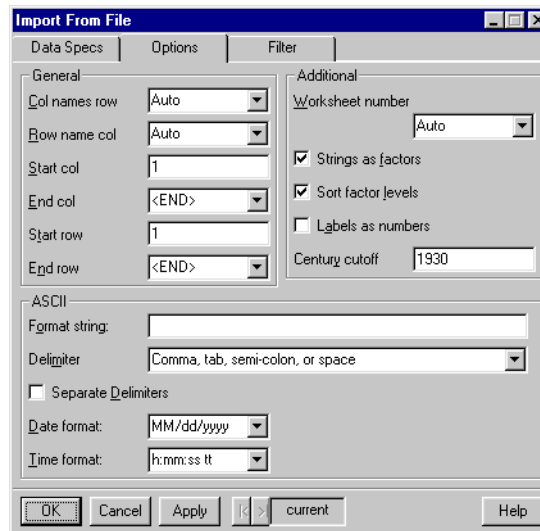 Import From File
Data Specs Options Filter
General
Col names row Auto
Row name col Auto
Start col 1
End col <END>
Start row 1
End row <END>
Additional
Worksheet number
Auto
Strings as factors
Sort factor levels
Labels as numbers
Century cutoff 1930
ASCII
Format string:
Delimiter Comma, tab, semi-colon, or space
Separate Delimiters
Date format: MM/dd/yyyy
Time format: h:mm:ss tt
OK Cancel Apply current Help